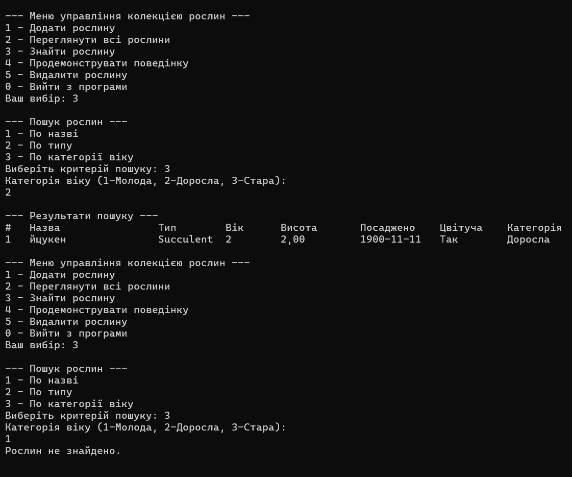 --- Меню управління колекцією рослин ---
1 - Додати рослину
2 - Переглянути всі рослини
3 - Знайти рослину
4 - Продемонструвати поведінку
5 - Видалити рослину
0 - Вийти з програми
Ваш вибір: 3
--- Пошук рослин ---
1 - По назві
2 - По типу
3 - По категорії віку
Виберіть критерій пошуку: 3
Категорія віку (1-Молода, 2-Доросла, 3-Стара):
2
--- Результати пошуку ---
# Назва Тип Вік Висота Посаджено Цвітуча Категорія
1 йцукен Succulent 2 2,00 1900-11-11 Так Доросла
--- Меню управління колекцією рослин ---
1 - Додати рослину
2 - Переглянути всі рослини
3 - Знайти рослину
4 - Продемонструвати поведінку
5 - Видалити рослину
0 - Вийти з програми
Ваш вибір: 3
--- Пошук рослин ---
1 - По назві
2 - По типу
3 - По категорії віку
Виберіть критерій пошуку: 3
Категорія віку (1-Молода, 2-Доросла, 3-Стара):
1
Рослин не знайдено.